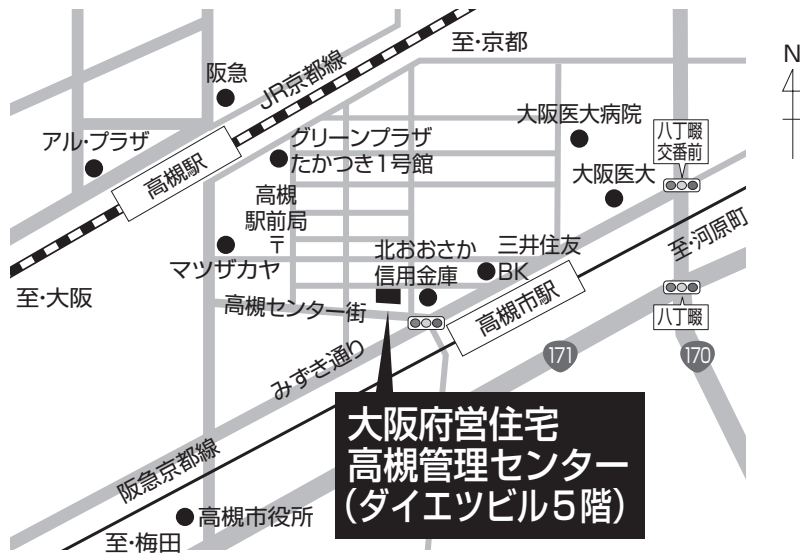 至・京都
N
阪急
JR京都線
大阪医大病院
八丁畷
交番前
アル・プラザ
グリーンプラザ
たかつき1号館
高槻駅
大阪医大
高槻
駅前局
〒
至・河原町
マツザカヤ
北おおさか
信用金庫
三井住友
BK
至・大阪
高槻センター街
高槻市駅
八丁畷
みずき通り
171
170
大阪府営住宅
高槻管理センター
(ダイエツビル5階)
阪急京都線
高槻市役所
至・梅田